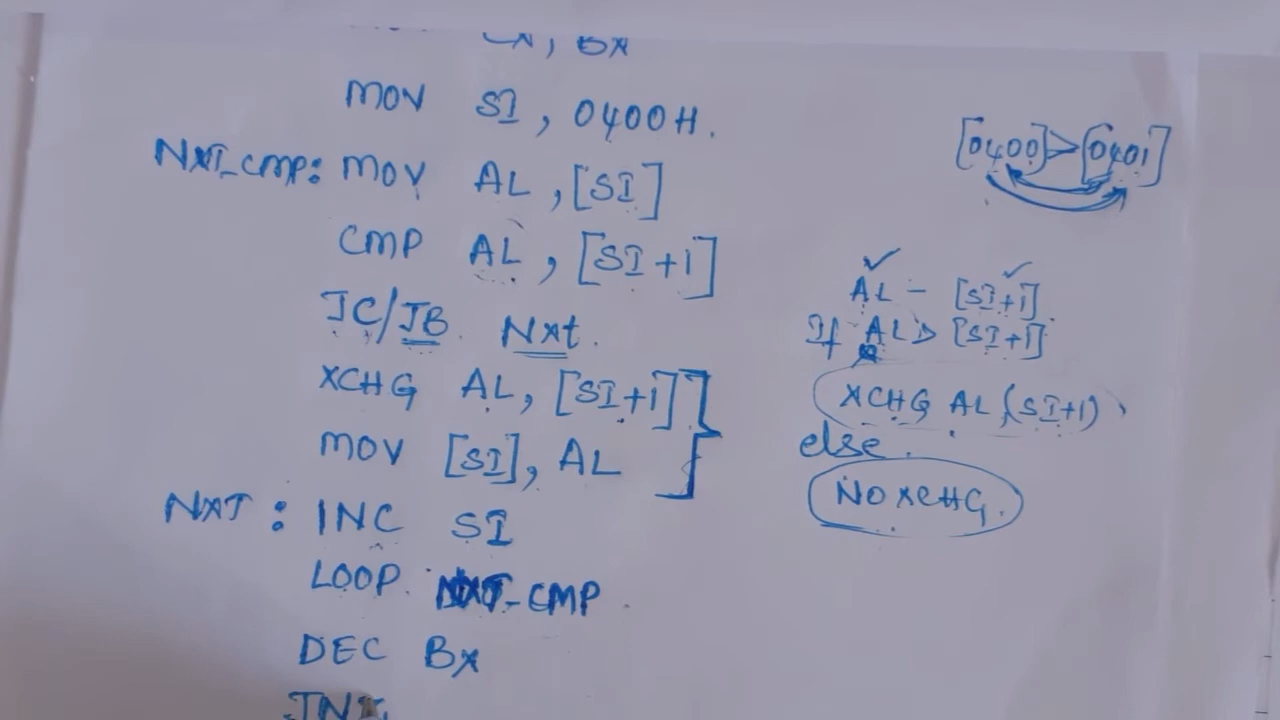 CX, BX
MOV SI, 0400H.
NXT_CMP: MOV AL, [SI]
CMP AL, [SI+1]
JC/JB Nxt.
XCHG AL, [SI+1]
MOV [SI], AL
NXT : INC SI
LOOP NXT_CMP.
DEC BX
[0400]>[0401]
AL - [SI+1].
If AL> [SI+1]
XCHG AL,(SI+1)
else.
NO XCHG.